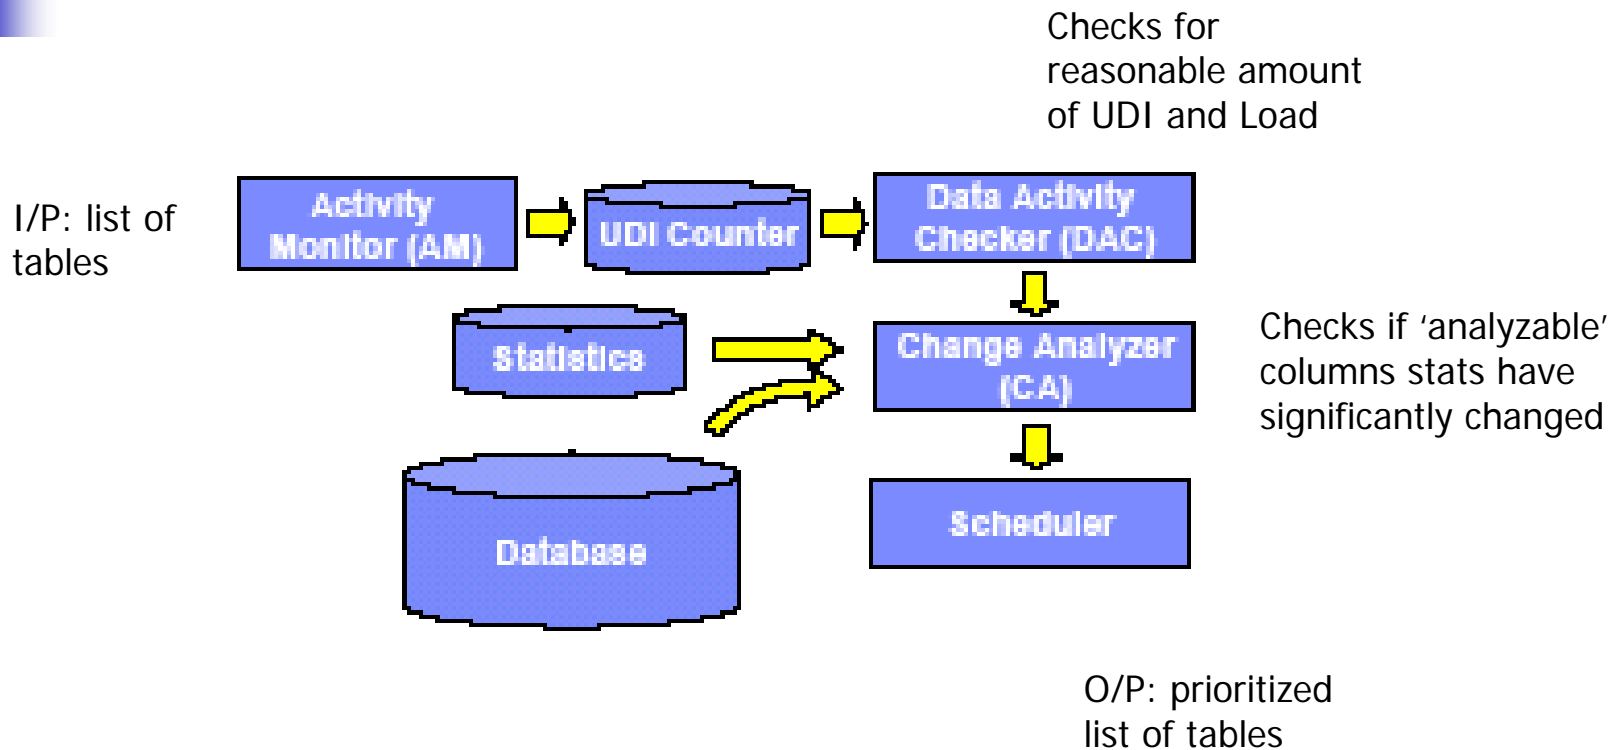 Checks for
reasonable amount
of UDI and Load
I/P: list of
tables
Activity
Monitor (AM)
UDI Counter
Data Activity
Checker (DAC)
Statistics
Change Analyzer
(CA)
Checks if ‘analyzable’
columns stats have
significantly changed
Database
Scheduler
O/P: prioritized
list of tables